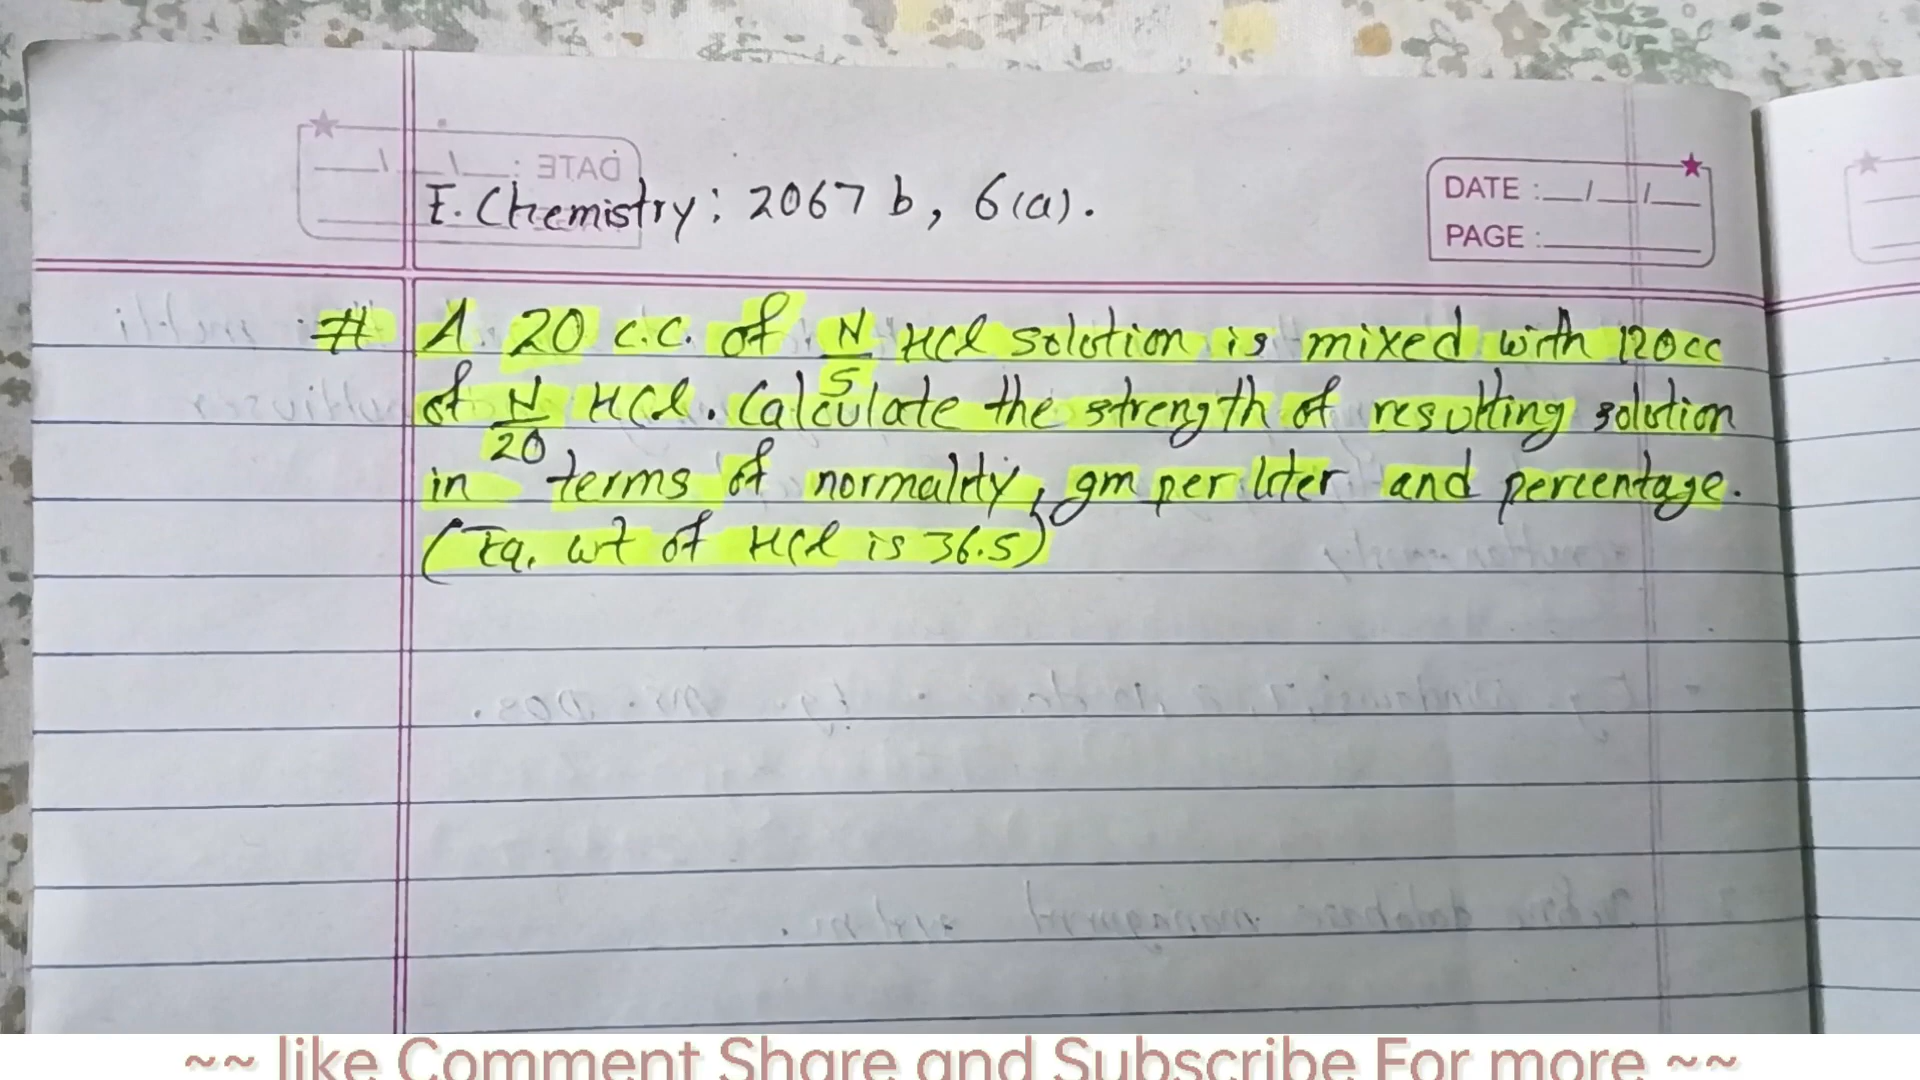 E. Chemistry: 2067 b, 6(a).
DATE :__/__/__
PAGE :________
# A. 20 c.c. of N/5 HCl solution is mixed with 120cc
of N/20 HCl. Calculate the strength of resulting solution
in terms of normality, gm per liter and percentage.
(Eq. wt of HCl is 36.5)
~~ like Comment Share and Subscribe For more ~~